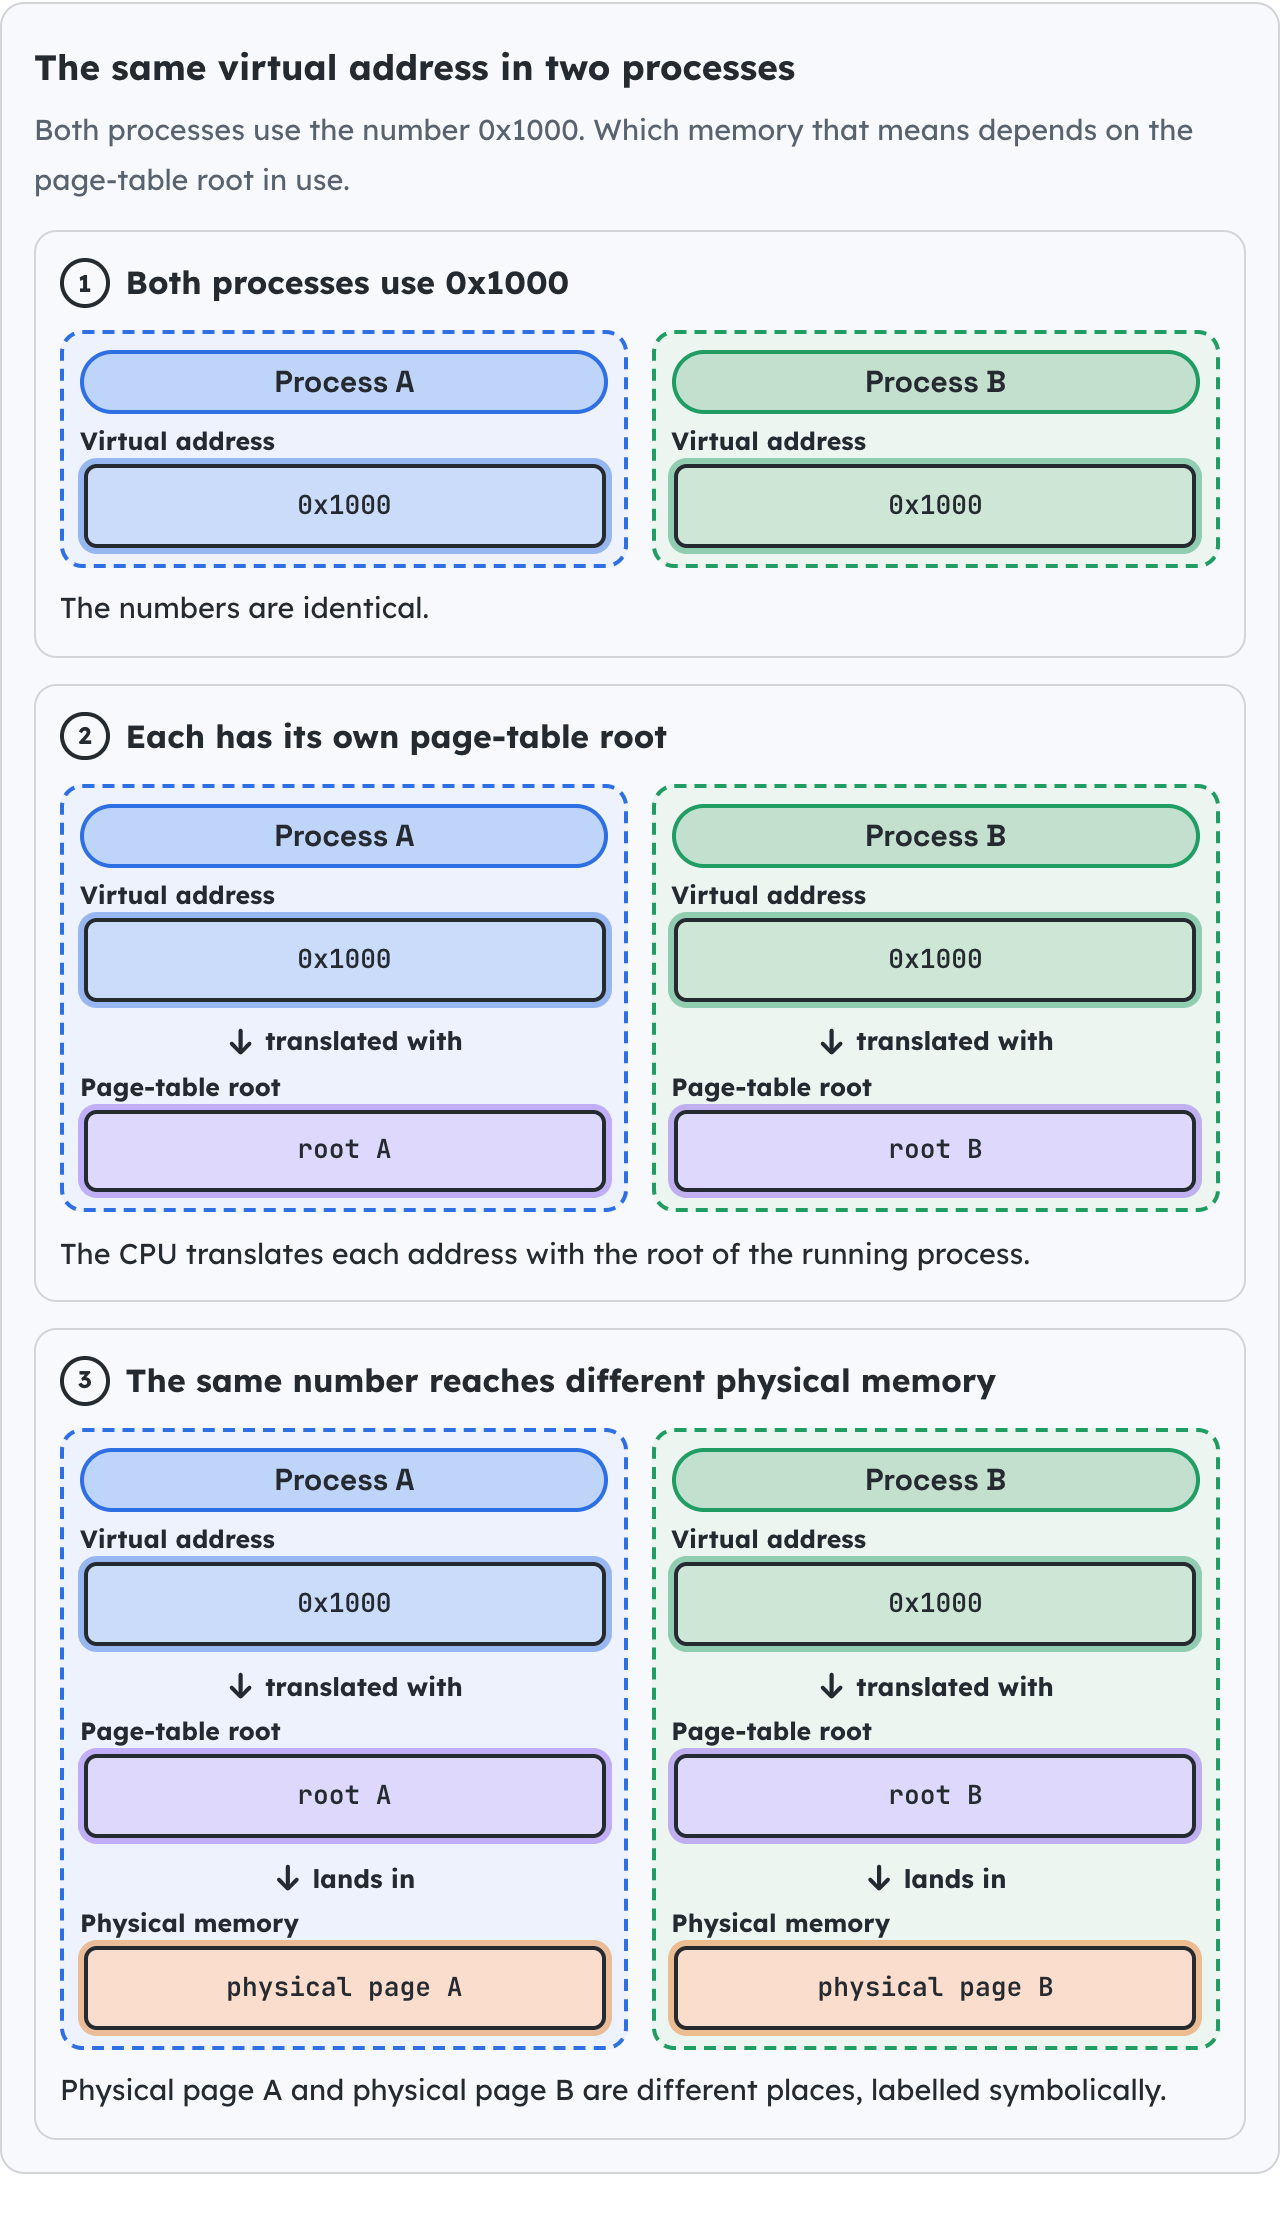 The same virtual address in two processes
Both processes use the number 0x1000. Which memory that means depends on the
page-table root in use.
1 Both processes use 0x1000
Process A
Virtual address
0x1000
Process B
Virtual address
0x1000
The numbers are identical.
2 Each has its own page-table root
Process A
Virtual address
0x1000
↓ translated with
Page-table root
root A
Process B
Virtual address
0x1000
↓ translated with
Page-table root
root B
The CPU translates each address with the root of the running process.
3 The same number reaches different physical memory
Process A
Virtual address
0x1000
↓ translated with
Page-table root
root A
↓ lands in
Physical memory
physical page A
Process B
Virtual address
0x1000
↓ translated with
Page-table root
root B
↓ lands in
Physical memory
physical page B
Physical page A and physical page B are different places, labelled symbolically.